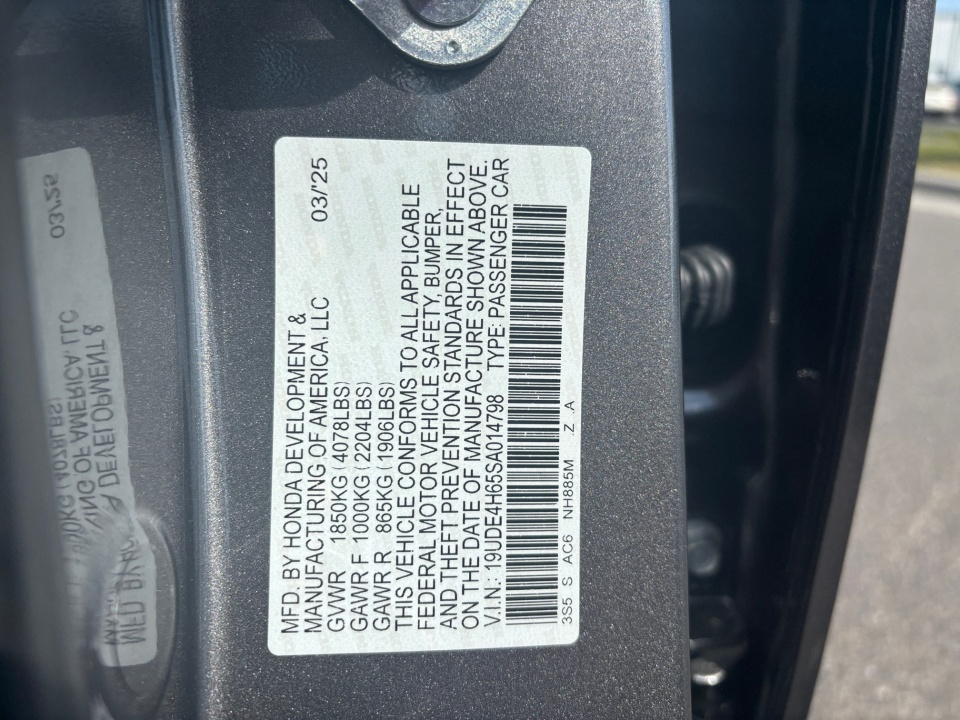 MFD. BY HONDA DEVELOPMENT & 03/'25
MANUFACTURING OF AMERICA, LLC
GVWR 1850KG (4078LBS)
GAWR F 1000KG (2204LBS)
GAWR R 865KG (1906LBS)
THIS VEHICLE CONFORMS TO ALL APPLICABLE
FEDERAL MOTOR VEHICLE SAFETY, BUMPER,
AND THEFT PREVENTION STANDARDS IN EFFECT
ON THE DATE OF MANUFACTURE SHOWN ABOVE.
V.I.N.: 19UDE4H65SA014798 TYPE: PASSENGER CAR
3S5 S AC6 NH885M .Z .A